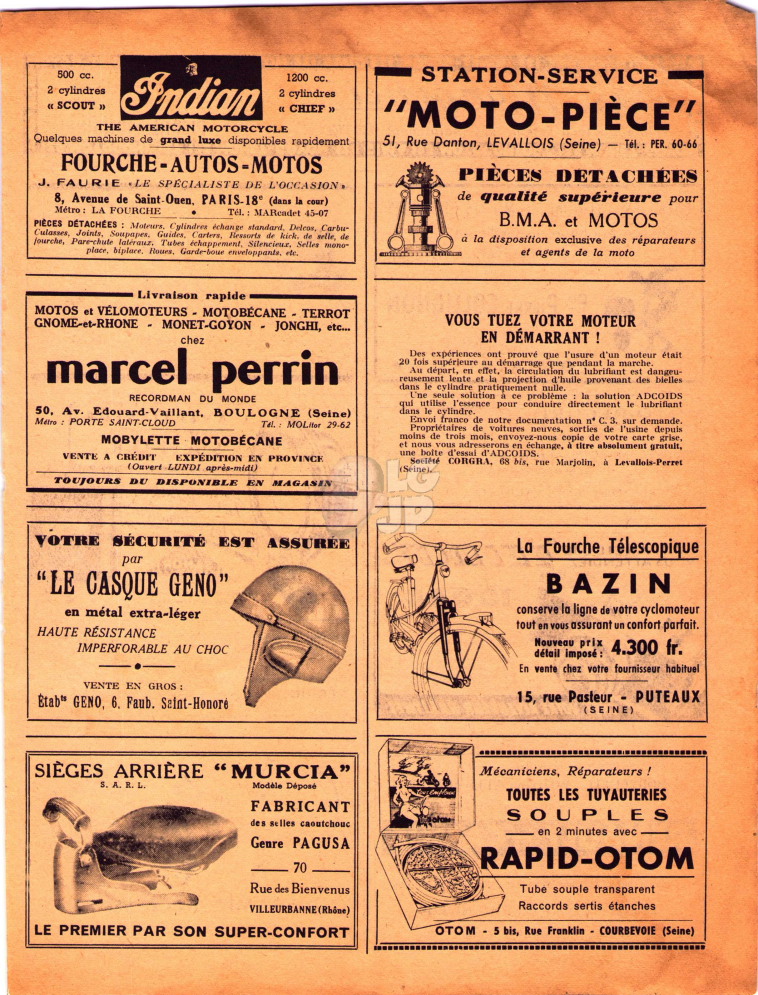 500 cc.
2 cylindres
« SCOUT »
Indian
1200 cc.
2 cylindres
« CHIEF »
THE AMERICAN MOTORCYCLE
Quelques machines de grand luxe disponibles rapidement
FOURCHE-AUTOS-MOTOS
J. FAURIE «LE SPÉCIALISTE DE L'OCCASION»
8, Avenue de Saint-Ouen, PARIS-18e (dans la cour)
Métro : LA FOURCHE • Tél. : MARcadet 45-07
PIÈCES DÉTACHÉES : Moteurs, Cylindres échange standard, Delcos, Carbu-
Culasses, Joints, Soupapes, Guides, Carters, Ressorts de kick, de selle, de
fourche, Pare-chute latéraux, Tubes échappement, Silencieux, Selles mono-
place, biplace, Roues, Garde-boue enveloppants, etc.
STATION-SERVICE
"MOTO-PIÈCE"
51, Rue Danton, LEVALLOIS (Seine) — Tél. : PER. 60-66
PIÈCES DÉTACHÉES
de qualité supérieure pour
B.M.A. et MOTOS
à la disposition exclusive des réparateurs
et agents de la moto
Livraison rapide
MOTOS et VÉLOMOTEURS - MOTOBÉCANE - TERROT
GNOME-et-RHONE - MONET-GOYON - JONGHI, etc...
chez
marcel perrin
RECORDMAN DU MONDE
50, Av. Edouard-Vaillant, BOULOGNE (Seine)
Métro : PORTE SAINT-CLOUD Tél. : MOLitor 29-62
MOBYLETTE MOTOBÉCANE
VENTE A CRÉDIT EXPÉDITION EN PROVINCE
(Ouvert LUNDI après-midi)
TOUJOURS DU DISPONIBLE EN MAGASIN
VOUS TUEZ VOTRE MOTEUR
EN DÉMARRANT !
Des expériences ont prouvé que l'usure d'un moteur était
20 fois supérieure au démarrage que pendant la marche.
Au départ, en effet, la circulation du lubrifiant est dangeu-
reusement lente et la projection d'huile provenant des bielles
dans le cylindre pratiquement nulle.
Une seule solution à ce problème : la solution ADCOIDS
qui utilise l'essence pour conduire directement le lubrifiant
dans le cylindre.
Envoi franco de notre documentation n° C. 3. sur demande.
Propriétaires de voitures neuves, sorties de l'usine depuis
moins de trois mois, envoyez-nous copie de votre carte grise,
et nous vous adresserons en échange, à titre absolument gratuit,
une boîte d'essai d'ADCOIDS.
Société CORGRA, 68 bis, rue Marjolin, à Levallois-Perret
(Seine).
LG
JP
VOTRE SÉCURITÉ EST ASSURÉE
par
"LE CASQUE GENO"
en métal extra-léger
HAUTE RÉSISTANCE
IMPERFORABLE AU CHOC
VENTE EN GROS :
Étabts GENO, 6, Faub. Saint-Honoré
La Fourche Télescopique
BAZIN
conserve la ligne de votre cyclomoteur
tout en vous assurant un confort parfait.
Nouveau prix
détail imposé : 4.300 fr.
En vente chez votre fournisseur habituel
15, rue Pasteur - PUTEAUX
(SEINE)
SIÈGES ARRIÈRE "MURCIA"
S. A. R. L. Modèle Déposé
FABRICANT
des selles caoutchouc
Genre PAGUSA
— 70 —
Rue des Bienvenus
VILLEURBANNE (Rhône)
LE PREMIER PAR SON SUPER-CONFORT
Mécaniciens, Réparateurs !
TOUTES LES TUYAUTERIES
SOUPLES
— en 2 minutes avec —
RAPID-OTOM
Tube souple transparent
Raccords sertis étanches
OTOM - 5 bis, Rue Franklin - COURBEVOIE (Seine)